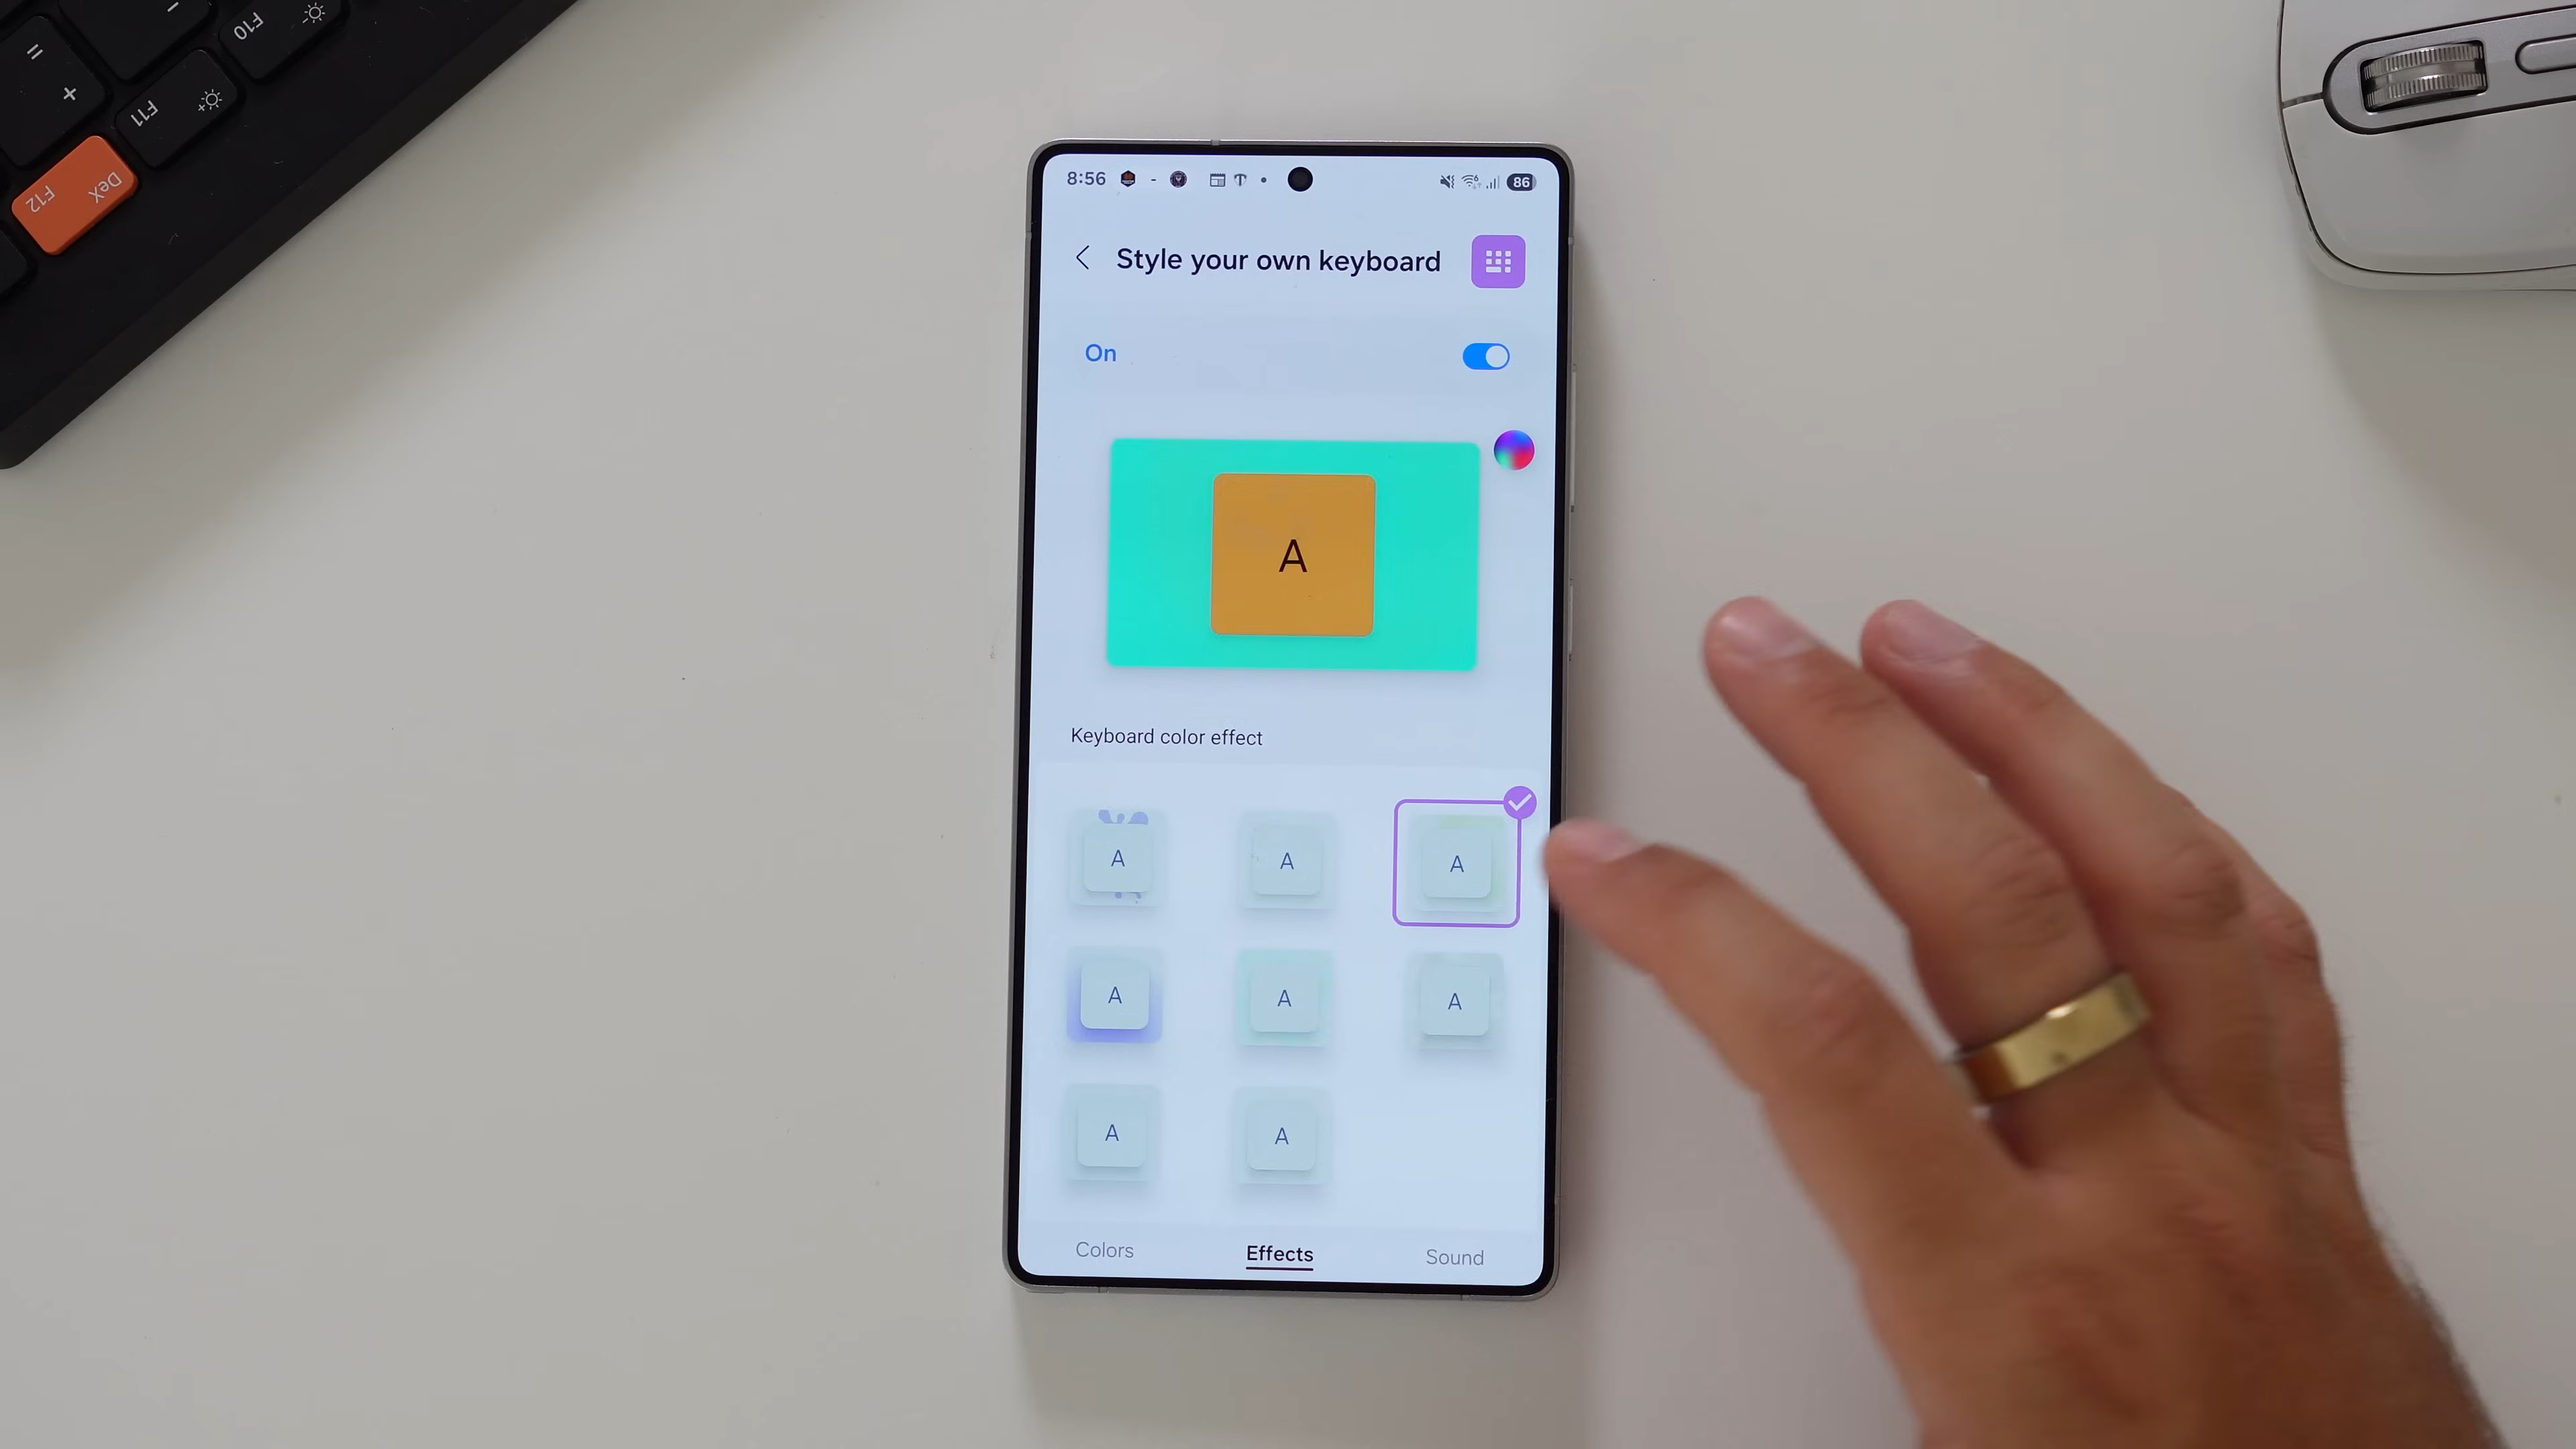 =
+
-
F10
F11
DeX
F12
8:56
86
Style your own keyboard
On
A
Keyboard color effect
A A A
A A A
A A
Colors Effects Sound